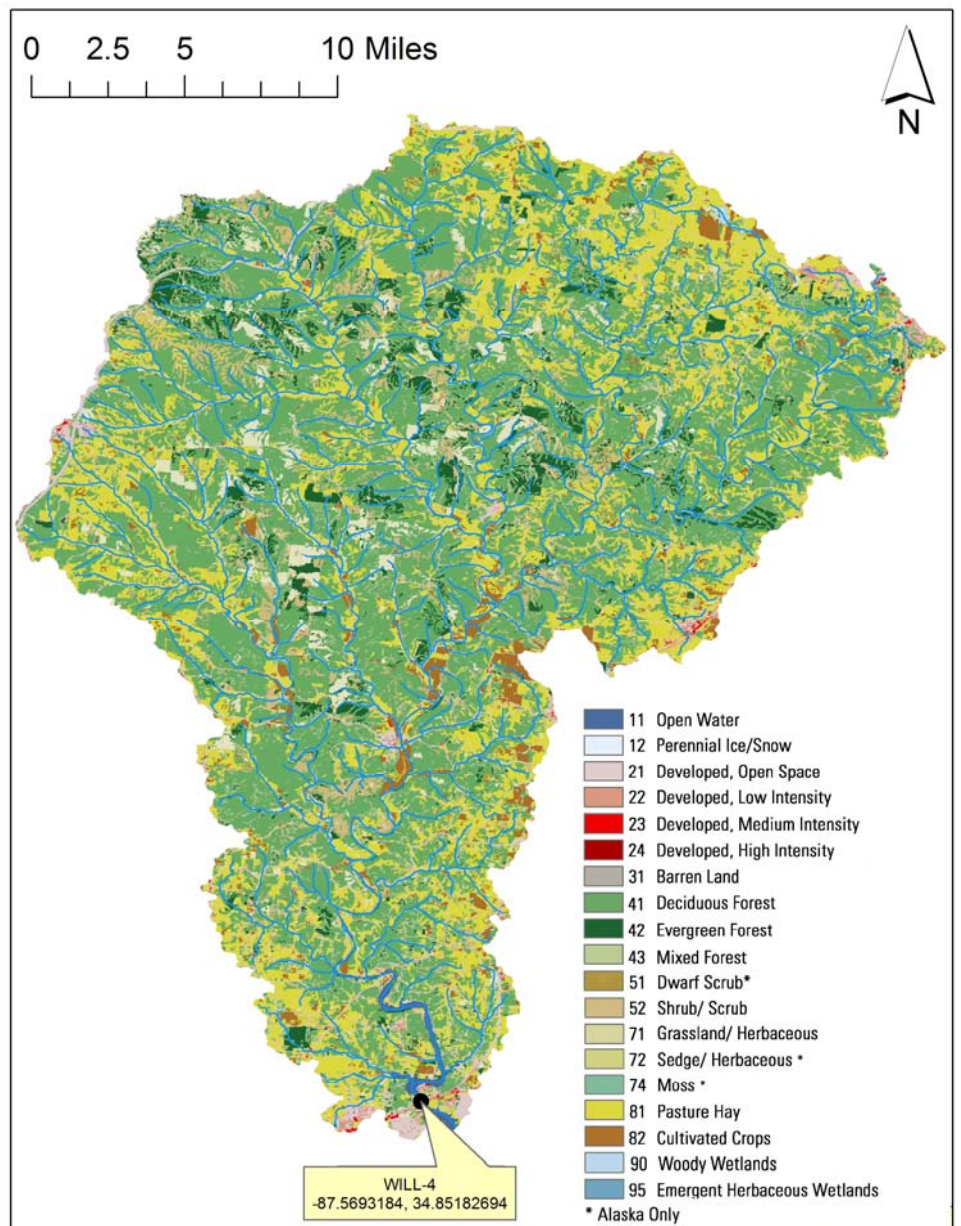 0 2.5 5 10 Miles
N
11 Open Water
12 Perennial Ice/Snow
21 Developed, Open Space
22 Developed, Low Intensity
23 Developed, Medium Intensity
24 Developed, High Intensity
31 Barren Land
41 Deciduous Forest
42 Evergreen Forest
43 Mixed Forest
51 Dwarf Scrub*
52 Shrub/ Scrub
71 Grassland/ Herbaceous
72 Sedge/ Herbaceous *
74 Moss *
81 Pasture Hay
82 Cultivated Crops
90 Woody Wetlands
95 Emergent Herbaceous Wetlands
* Alaska Only
WILL-4
-87.5693184, 34.85182694